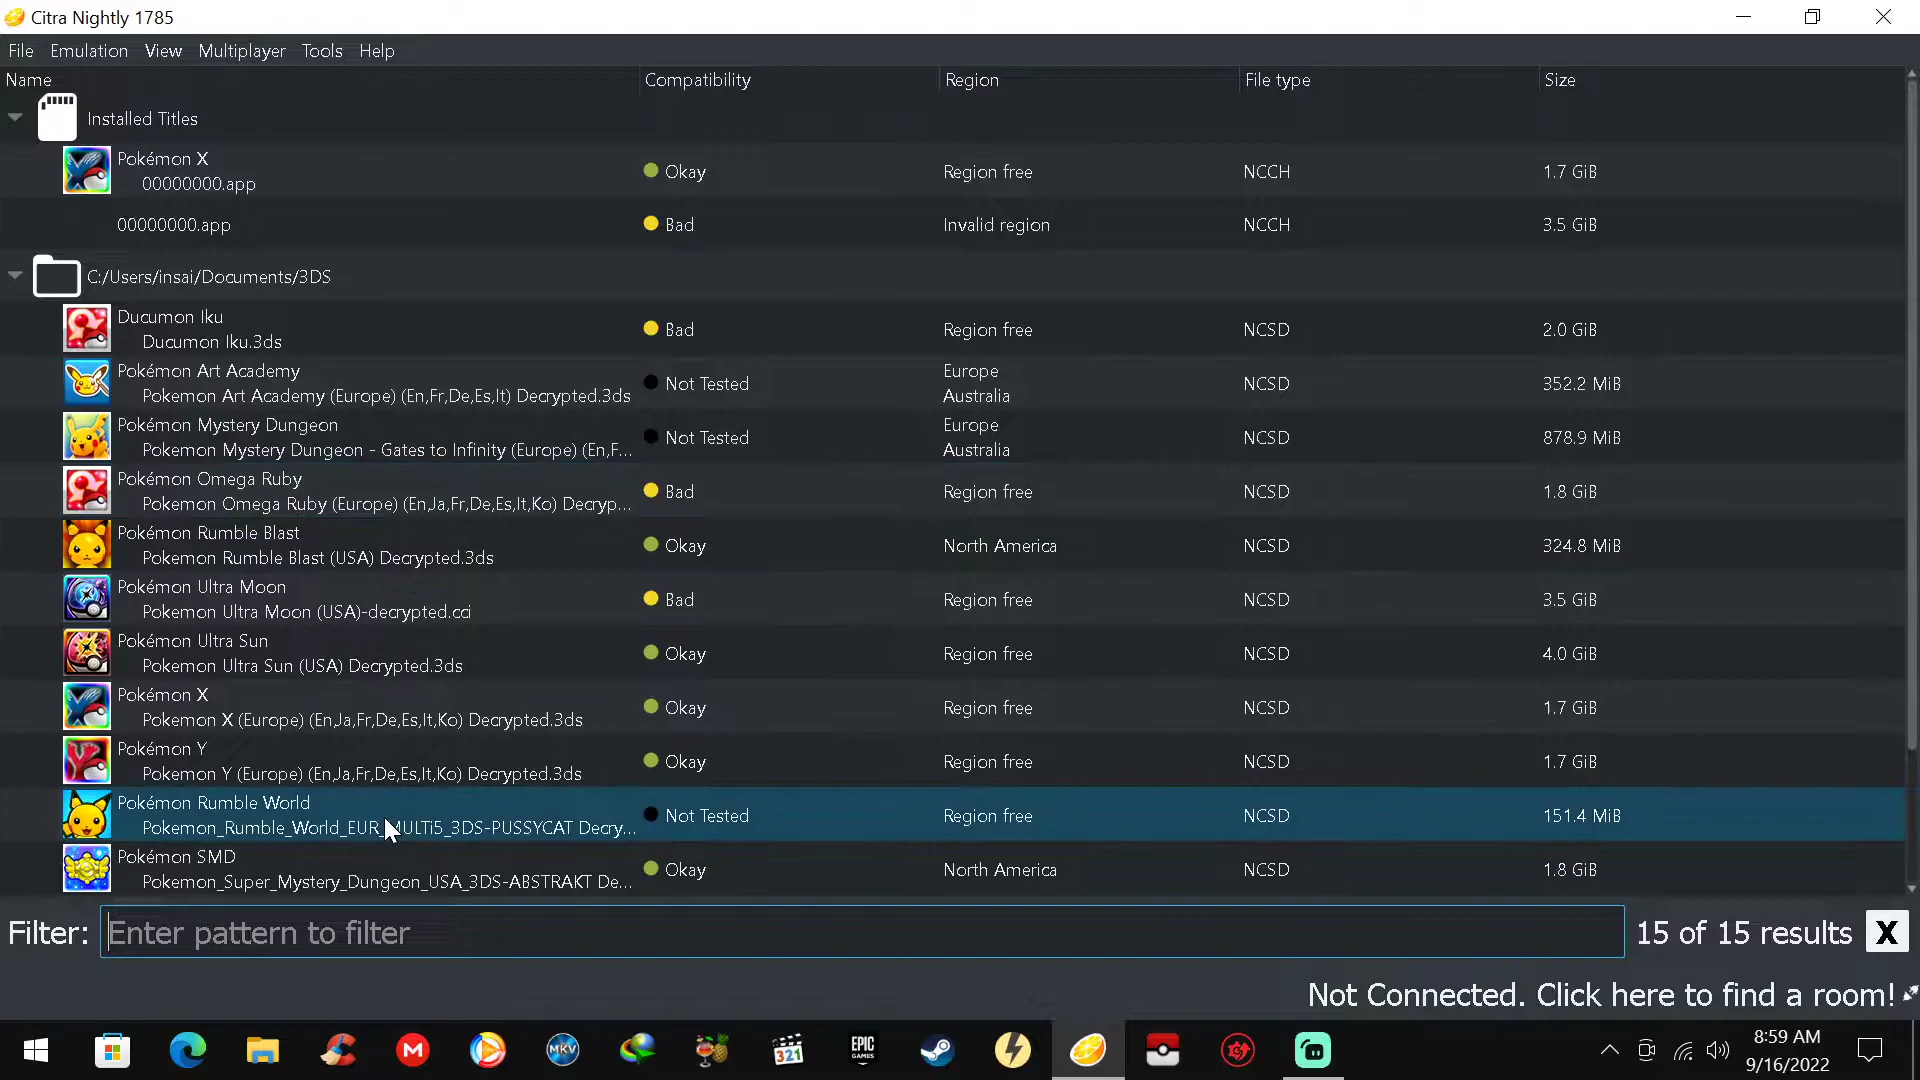 Citra Nightly 1785
File Emulation View Multiplayer Tools Help
Name Compatibility Region File type Size
Installed Titles
Pokémon X
00000000.app
Okay Region free NCCH 1.7 GiB
00000000.app Bad Invalid region NCCH 3.5 GiB
C:/Users/insai/Documents/3DS
Ducumon Iku
Ducumon Iku.3ds
Bad Region free NCSD 2.0 GiB
Pokémon Art Academy
Pokemon Art Academy (Europe) (En,Fr,De,Es,It) Decrypted.3ds
Not Tested
Europe
Australia
NCSD 352.2 MiB
Pokémon Mystery Dungeon
Pokemon Mystery Dungeon - Gates to Infinity (Europe) (En,F...
Not Tested
Europe
Australia
NCSD 878.9 MiB
Pokémon Omega Ruby
Pokemon Omega Ruby (Europe) (En,Ja,Fr,De,Es,It,Ko) Decryp...
Bad Region free NCSD 1.8 GiB
Pokémon Rumble Blast
Pokemon Rumble Blast (USA) Decrypted.3ds
Okay North America NCSD 324.8 MiB
Pokémon Ultra Moon
Pokemon Ultra Moon (USA)-decrypted.cci
Bad Region free NCSD 3.5 GiB
Pokémon Ultra Sun
Pokemon Ultra Sun (USA) Decrypted.3ds
Okay Region free NCSD 4.0 GiB
Pokémon X
Pokemon X (Europe) (En,Ja,Fr,De,Es,It,Ko) Decrypted.3ds
Okay Region free NCSD 1.7 GiB
Pokémon Y
Pokemon Y (Europe) (En,Ja,Fr,De,Es,It,Ko) Decrypted.3ds
Okay Region free NCSD 1.7 GiB
Pokémon Rumble World
Pokemon_Rumble_World_EUR_MULTi5_3DS-PUSSYCAT Decry...
Not Tested Region free NCSD 151.4 MiB
Pokémon SMD
Pokemon_Super_Mystery_Dungeon_USA_3DS-ABSTRAKT De...
Okay North America NCSD 1.8 GiB
Filter: Enter pattern to filter 15 of 15 results X
Not Connected. Click here to find a room!
M MKV 321 EPIC GAMES
8:59 AM
9/16/2022